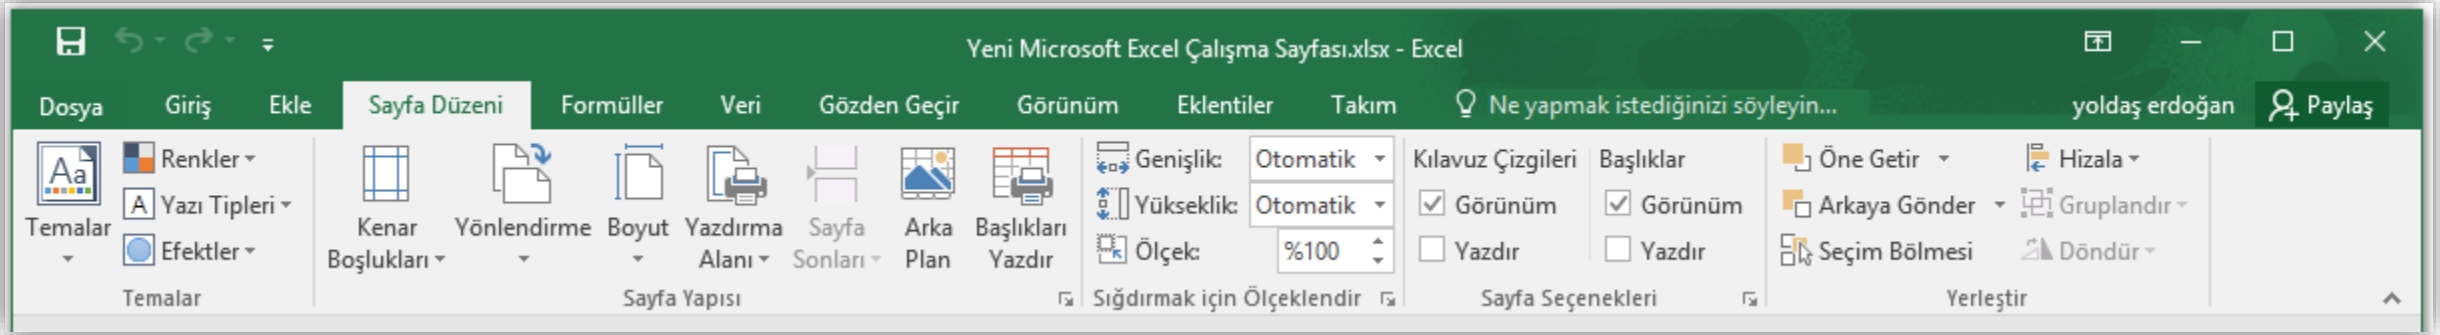 Yeni Microsoft Excel Çalışma Sayfası.xlsx - Excel
Dosya Giriş Ekle Sayfa Düzeni Formüller Veri Gözden Geçir Görünüm Eklentiler Takım Ne yapmak istediğinizi söyleyin... yoldaş erdoğan Paylaş
Aa Temalar
Renkler
A Yazı Tipleri
Efektler
Temalar
Kenar
Boşlukları
Yönlendirme
Boyut
Yazdırma
Alanı
Sayfa
Sonları
Arka
Plan
Başlıkları
Yazdır
Sayfa Yapısı
Genişlik: Otomatik
Yükseklik: Otomatik
Ölçek: %100
Sığdırmak için Ölçeklendir
Kılavuz Çizgileri
Görünüm
Yazdır
Başlıklar
Görünüm
Yazdır
Sayfa Seçenekleri
Öne Getir
Arkaya Gönder
Seçim Bölmesi
Hizala
Gruplandır
Döndür
Yerleştir